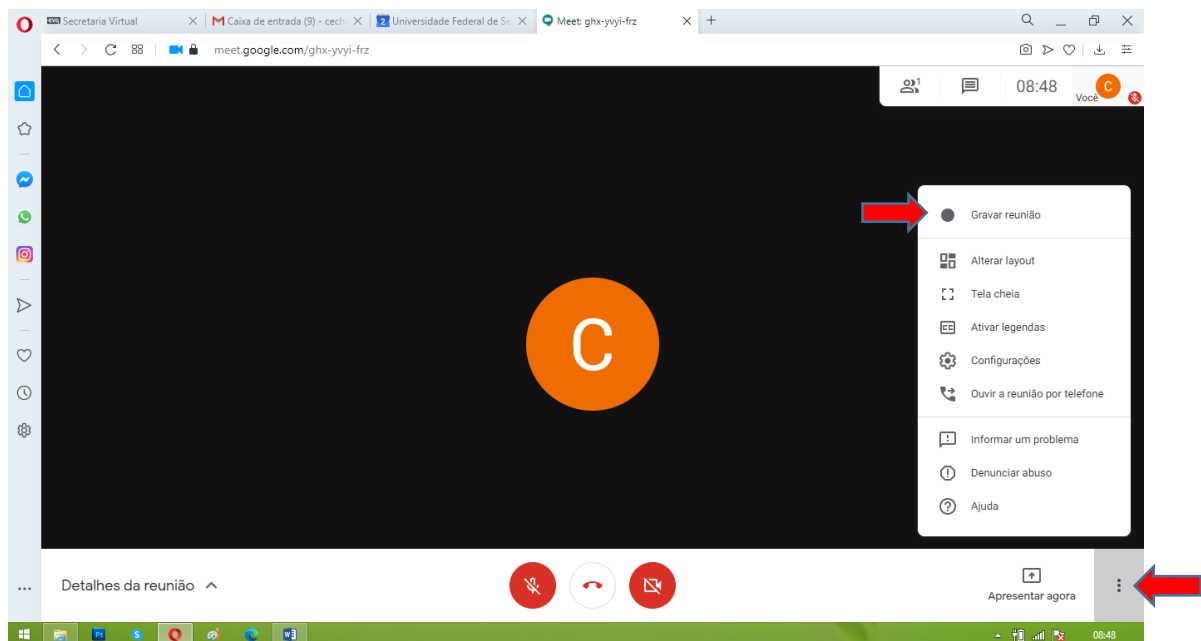 Secretaria Virtual
Caixa de entrada (9) - cech
Universidade Federal de Se
Meet: ghx-yvyi-frz
meet.google.com/ghx-yvyi-frz
1
08:48
Você
C
C
Gravar reunião
Alterar layout
Tela cheia
Ativar legendas
Configurações
Ouvir a reunião por telefone
Informar um problema
Denunciar abuso
Ajuda
Detalhes da reunião
Apresentar agora
08:48